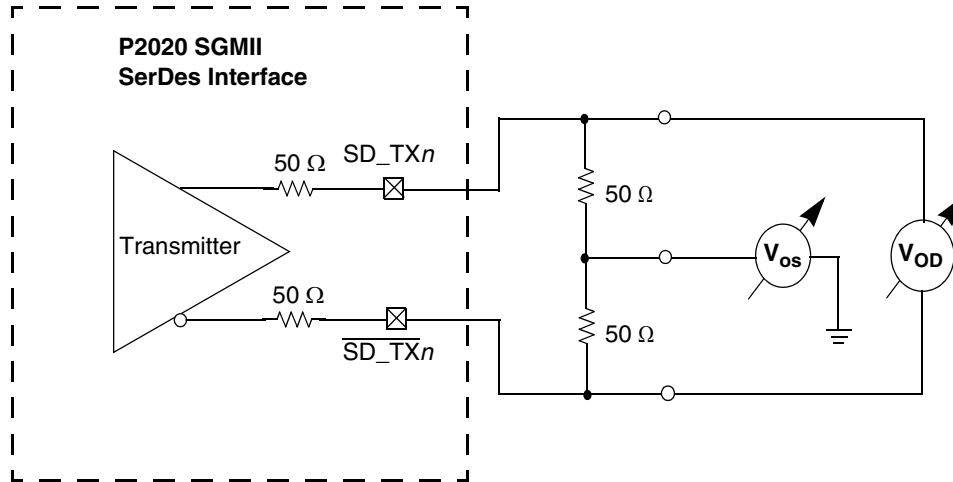 P2020 SGMII
SerDes Interface
50 Ω
SD_TXn
Transmitter
50 Ω
SD_TXn
50 Ω
50 Ω
Vos
VOD